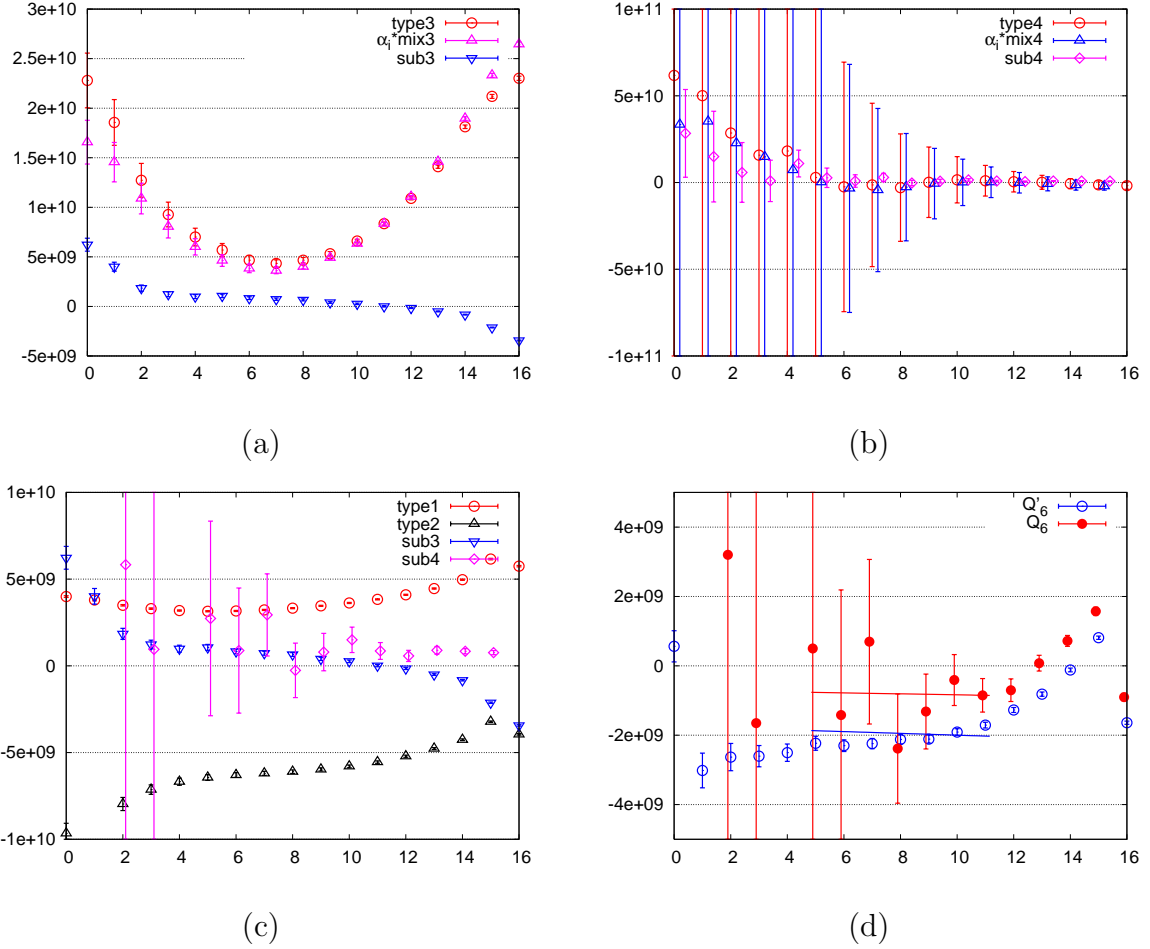 3e+10
2.5e+10
2e+10
1.5e+10
1e+10
5e+09
0
-5e+09
0 2 4 6 8 10 12 14 16
type3
αi*mix3
sub3
(a)
1e+11
5e+10
0
-5e+10
-1e+11
0 2 4 6 8 10 12 14 16
type4
αi*mix4
sub4
(b)
1e+10
5e+09
0
-5e+09
-1e+10
0 2 4 6 8 10 12 14 16
type1
type2
sub3
sub4
(c)
4e+09
2e+09
0
-2e+09
-4e+09
0 2 4 6 8 10 12 14 16
Q'6
Q6
(d)